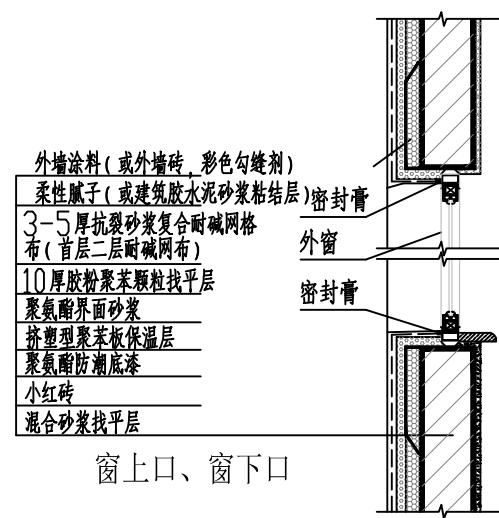 外墙涂料(或外墙砖,彩色勾缝剂)
柔性腻子(或建筑胶水泥砂浆粘结层)
3-5厚抗裂砂浆复合耐碱网格
布(首层二层耐碱网布)
10厚胶粉聚苯颗粒找平层
聚氨酯界面砂浆
挤塑型聚苯板保温层
聚氨酯防潮底漆
小红砖
混合砂浆找平层
密封膏
外窗
密封膏
窗上口、窗下口